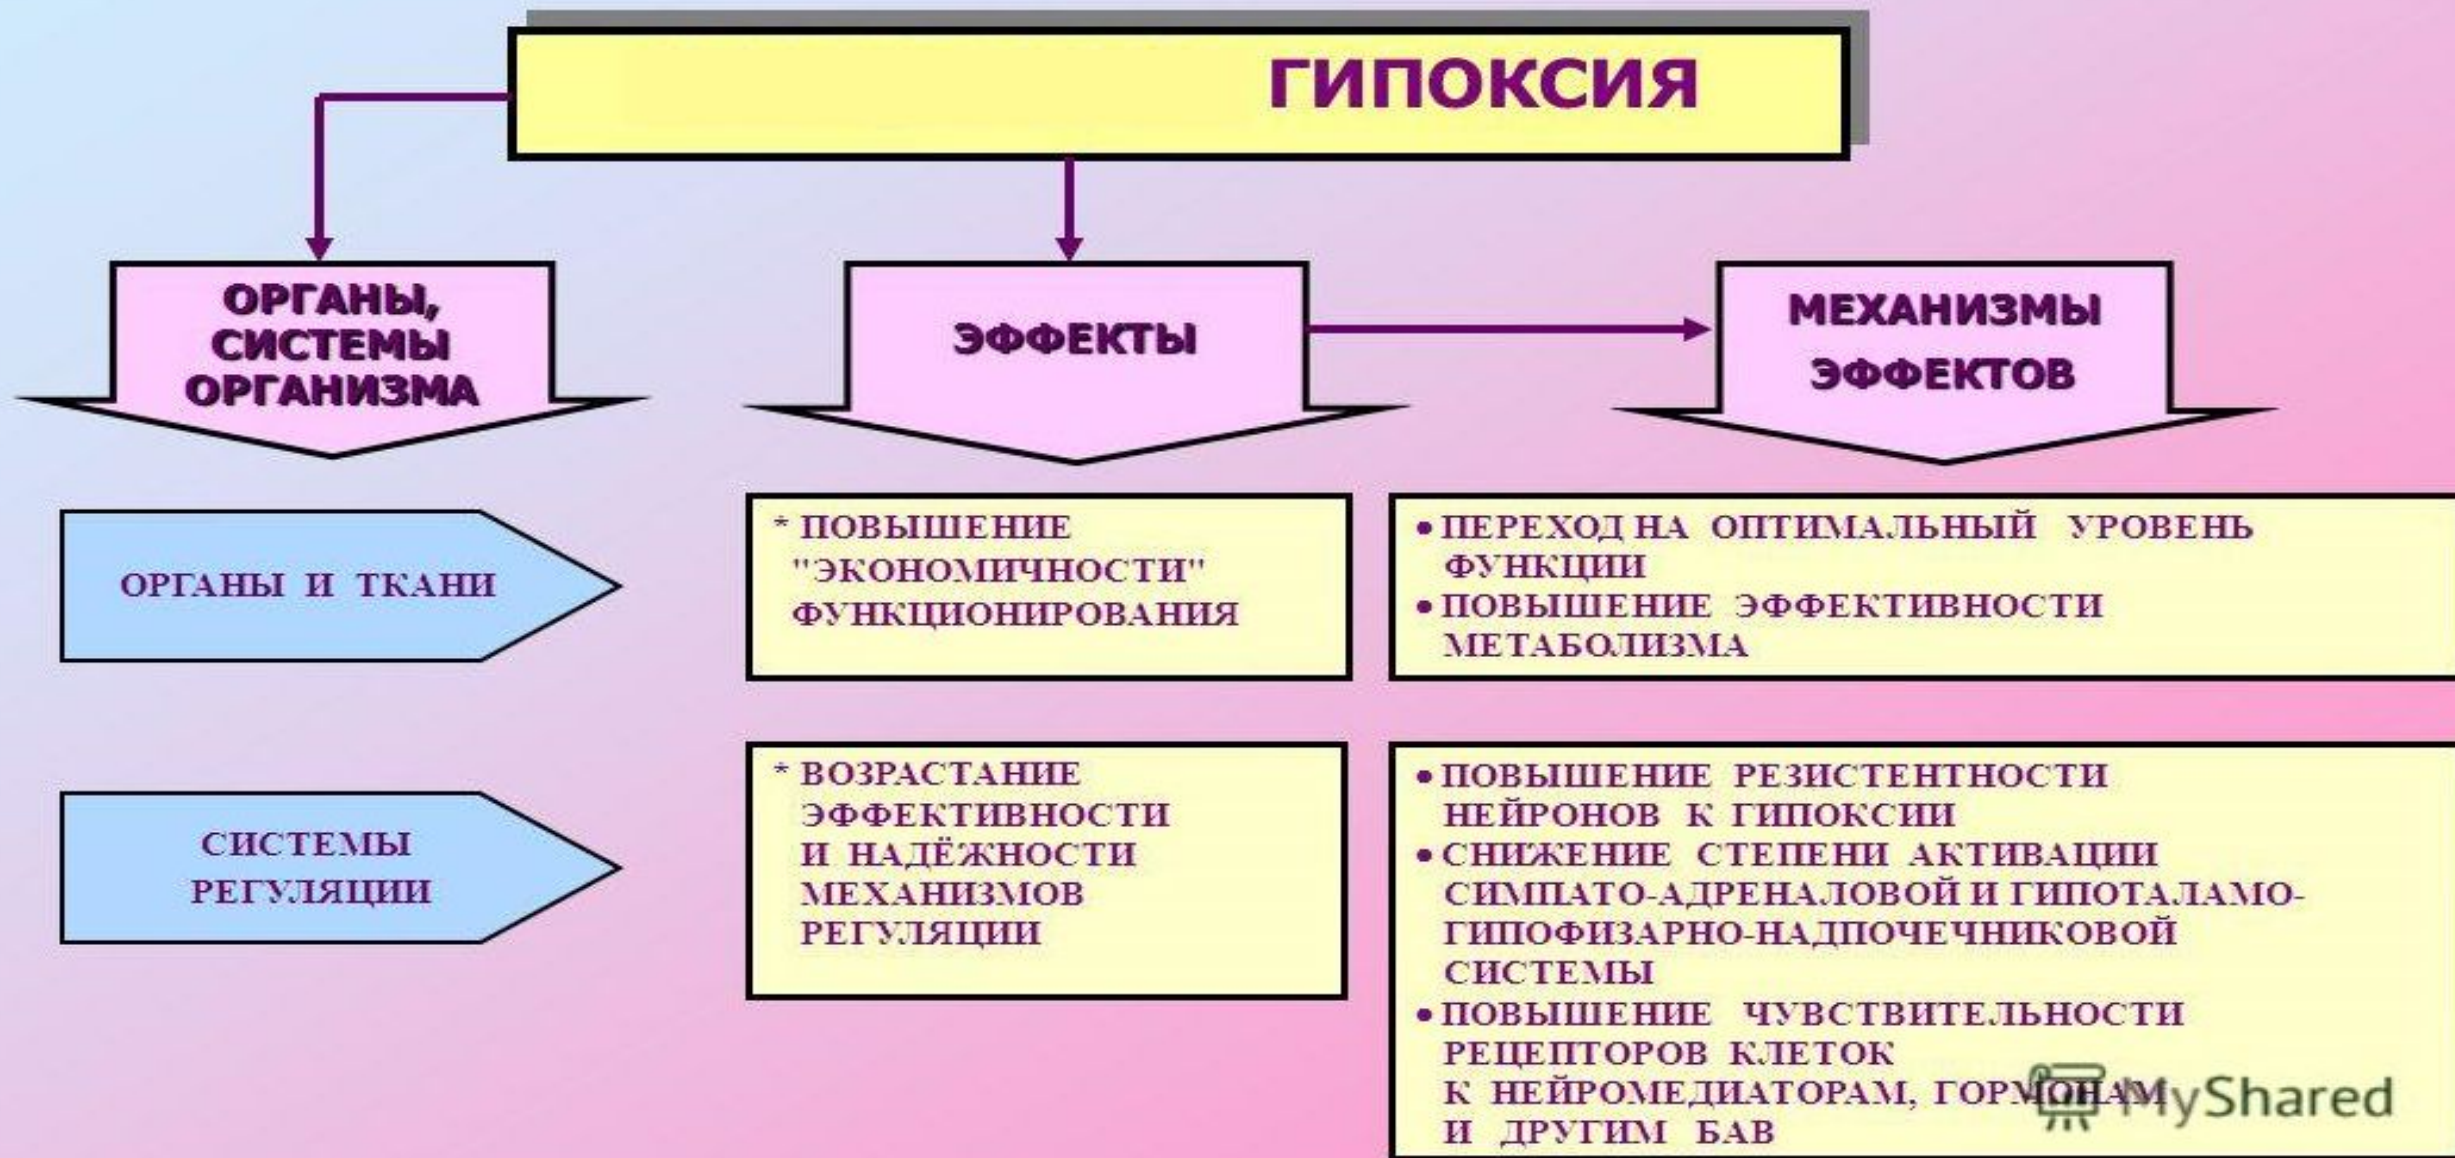 ГИПОКСИЯ
ОРГАНЫ,
СИСТЕМЫ
ОРГАНИЗМА
ЭФФЕКТЫ
МЕХАНИЗМЫ
ЭФФЕКТОВ
ОРГАНЫ И ТКАНИ
* ПОВЫШЕНИЕ
"ЭКОНОМИЧНОСТИ"
ФУНКЦИОНИРОВАНИЯ
• ПЕРЕХОД НА ОПТИМАЛЬНЫЙ УРОВЕНЬ
ФУНКЦИИ
• ПОВЫШЕНИЕ ЭФФЕКТИВНОСТИ
МЕТАБОЛИЗМА
СИСТЕМЫ
РЕГУЛЯЦИИ
* ВОЗРАСТАНИЕ
ЭФФЕКТИВНОСТИ
И НАДЁЖНОСТИ
МЕХАНИЗМОВ
РЕГУЛЯЦИИ
• ПОВЫШЕНИЕ РЕЗИСТЕНТНОСТИ
НЕЙРОНОВ К ГИПОКСИИ
• СНИЖЕНИЕ СТЕПЕНИ АКТИВАЦИИ
СИМПАТО-АДРЕНАЛОВОЙ И ГИПОТАЛАМО-
ГИПОФИЗАРНО-НАДПОЧЕЧНИКОВОЙ
СИСТЕМЫ
• ПОВЫШЕНИЕ ЧУВСТВИТЕЛЬНОСТИ
РЕЦЕПТОРОВ КЛЕТОК
К НЕЙРОМЕДИАТОРАМ, ГОРМОНАМ
И ДРУГИМ БАВ
MyShared